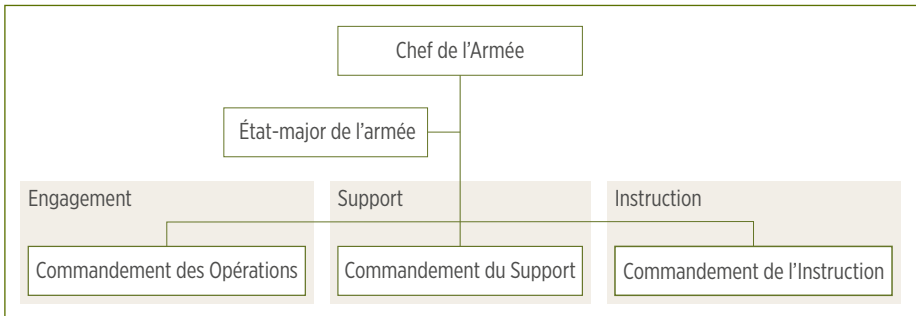 Chef de l’Armée
État-major de l’armée
Engagement
Support
Instruction
Commandement des Opérations
Commandement du Support
Commandement de l’Instruction